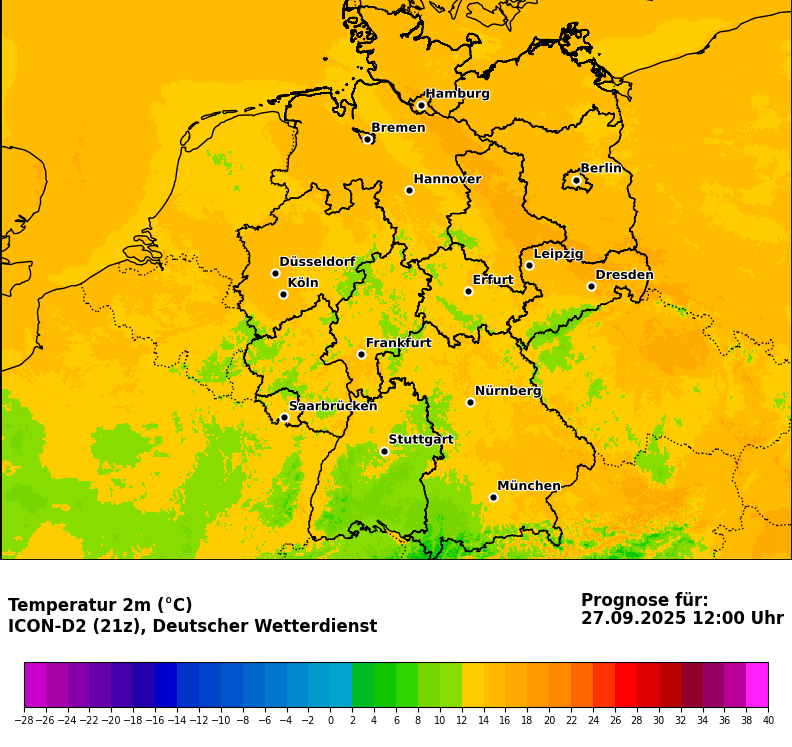 Hamburg
Bremen
Berlin
Hannover
Leipzig
Düsseldorf
Dresden
Köln
Erfurt
Frankfurt
Nürnberg
Saarbrücken
Stuttgart
München
Temperatur 2m (°C)
ICON-D2 (21z), Deutscher Wetterdienst
Prognose für:
27.09.2025 12:00 Uhr
−28 −26 −24 −22 −20 −18 −16 −14 −12 −10 −8 −6 −4 −2 0 2 4 6 8 10 12 14 16 18 20 22 24 26 28 30 32 34 36 38 40